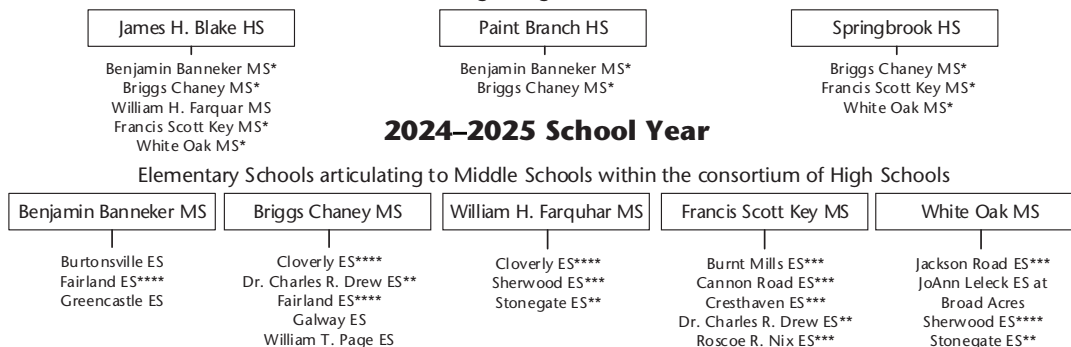 James H. Blake HS
Benjamin Banneker MS*
Briggs Chaney MS*
William H. Farquar MS
Francis Scott Key MS*
White Oak MS*
Paint Branch HS
Benjamin Banneker MS*
Briggs Chaney MS*
Springbrook HS
Briggs Chaney MS*
Francis Scott Key MS*
White Oak MS*
2024–2025 School Year
Elementary Schools articulating to Middle Schools within the consortium of High Schools
Benjamin Banneker MS
Burtonsville ES
Fairland ES****
Greencastle ES
Briggs Chaney MS
Cloverly ES****
Dr. Charles R. Drew ES**
Fairland ES****
Galway ES
William T. Page ES
William H. Farquhar MS
Cloverly ES****
Sherwood ES***
Stonegate ES**
Francis Scott Key MS
Burnt Mills ES***
Cannon Road ES***
Cresthaven ES***
Dr. Charles R. Drew ES**
Roscoe R. Nix ES***
White Oak MS
Jackson Road ES***
JoAnn Leleck ES at
Broad Acres
Sherwood ES****
Stonegate ES**